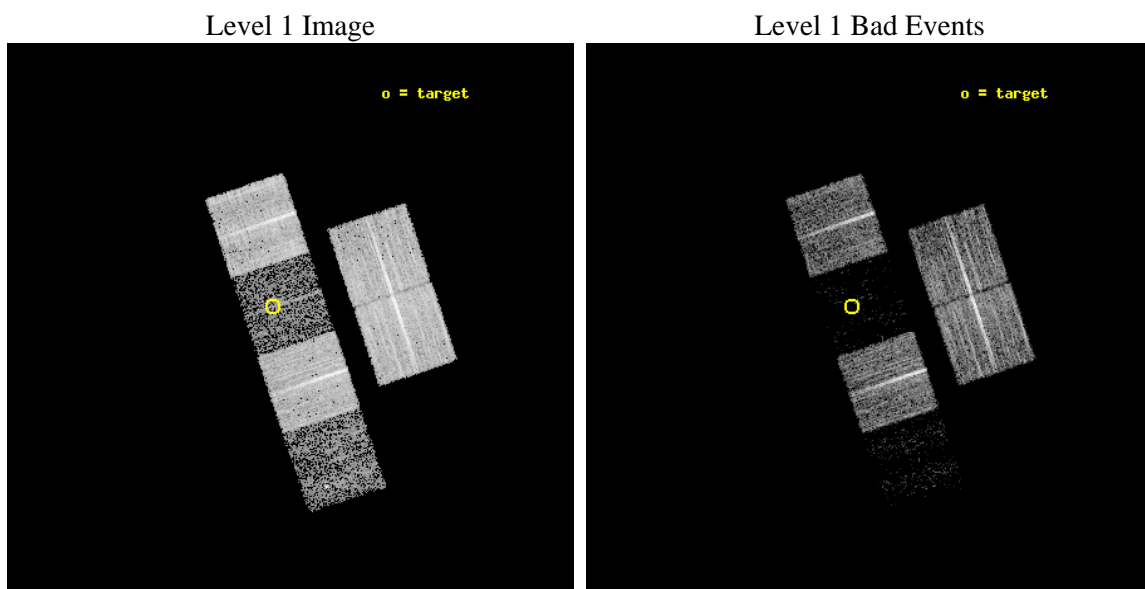 Level 1 Image
Level 1 Bad Events
o = target
o = target